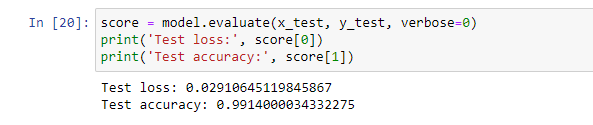 In [20]: score = model.evaluate(x_test, y_test, verbose=0)
print('Test loss:', score[0])
print('Test accuracy:', score[1])
Test loss: 0.02910645119845867
Test accuracy: 0.9914000034332275